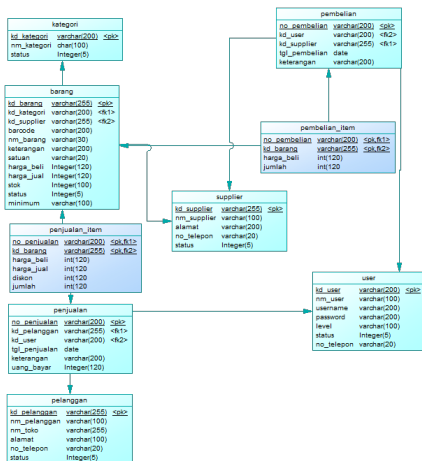 kategori
kd_kategori varchar(200) <pk>
nm_kategori char(100)
status Integer(5)
pembelian
no_pembelian varchar(200) <pk>
kd_user varchar(200) <fk2>
kd_supplier varchar(255) <fk1>
tgl_pembelian date
keterangan varchar(200)
barang
kd_barang varchar(255) <pk>
kd_kategori varchar(200) <fk1>
kd_supplier varchar(255) <fk2>
barcode varchar(200)
nm_barang varchar(30)
keterangan varchar(200)
satuan varchar(20)
harga_beli Integer(120)
harga_jual Integer(120)
stok Integer(100)
status Integer(5)
minimum varchar(100)
pembelian_item
no_pembelian varchar(200) <pk,fk1>
kd_barang varchar(255) <pk,fk2>
harga_beli int(120)
jumlah int(120)
supplier
kd_supplier varchar(255) <pk>
nm_supplier varchar(100)
alamat varchar(200)
no_telepon varchar(20)
status Integer(5)
penjualan_item
no_penjualan varchar(200) <pk,fk1>
kd_barang varchar(255) <pk,fk2>
harga_beli int(120)
harga_jual int(120)
diskon int(120
jumlah int(120
user
kd_user varchar(200) <pk>
nm_user varchar(100)
username varchar(200)
password varchar(200)
level varchar(100)
status Integer(5)
no_telepon varchar(20)
penjualan
no_penjualan varchar(200) <pk>
kd_pelanggan varchar(255) <fk1>
kd_user varchar(200) <fk2>
tgl_penjualan date
keterangan varchar(200)
uang_bayar Integer(120)
pelanggan
kd_pelanggan varchar(255) <pk>
nm_pelanggan varchar(100)
nm_toko varchar(255)
alamat varchar(100)
no_telepon varchar(20)
status Integer(5)